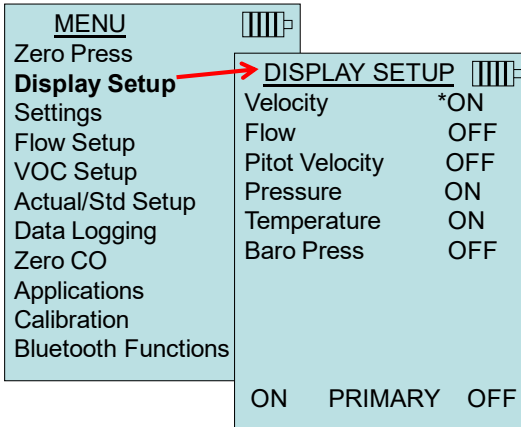 MENU
Zero Press
Display Setup
Settings
Flow Setup
VOC Setup
Actual/Std Setup
Data Logging
Zero CO
Applications
Calibration
Bluetooth Functions
DISPLAY SETUP
Velocity *ON
Flow OFF
Pitot Velocity OFF
Pressure ON
Temperature ON
Baro Press OFF
ON PRIMARY OFF